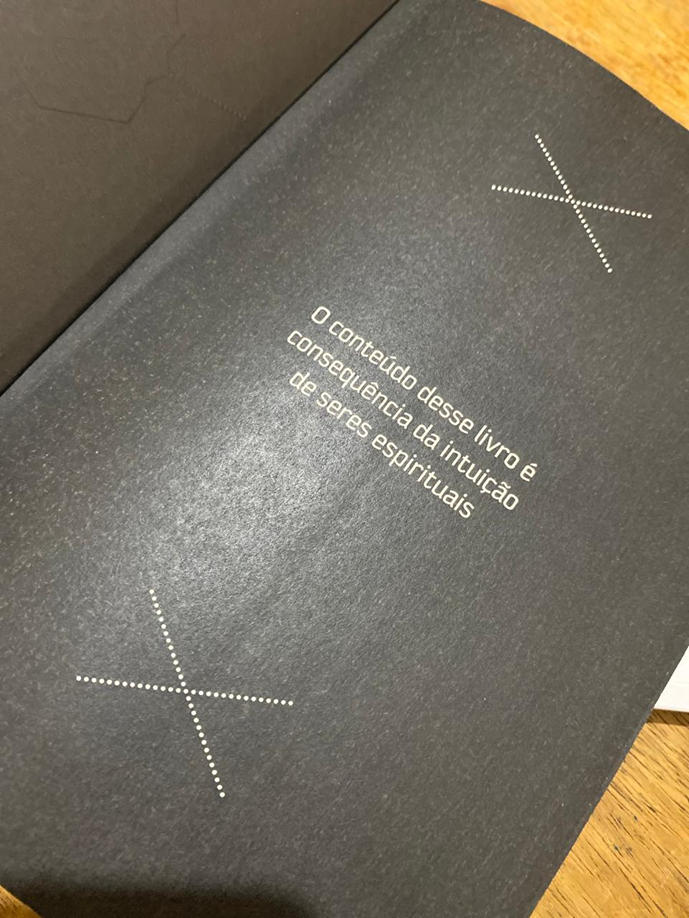 O conteúdo desse livro é
consequência da intuição
de seres espirituais